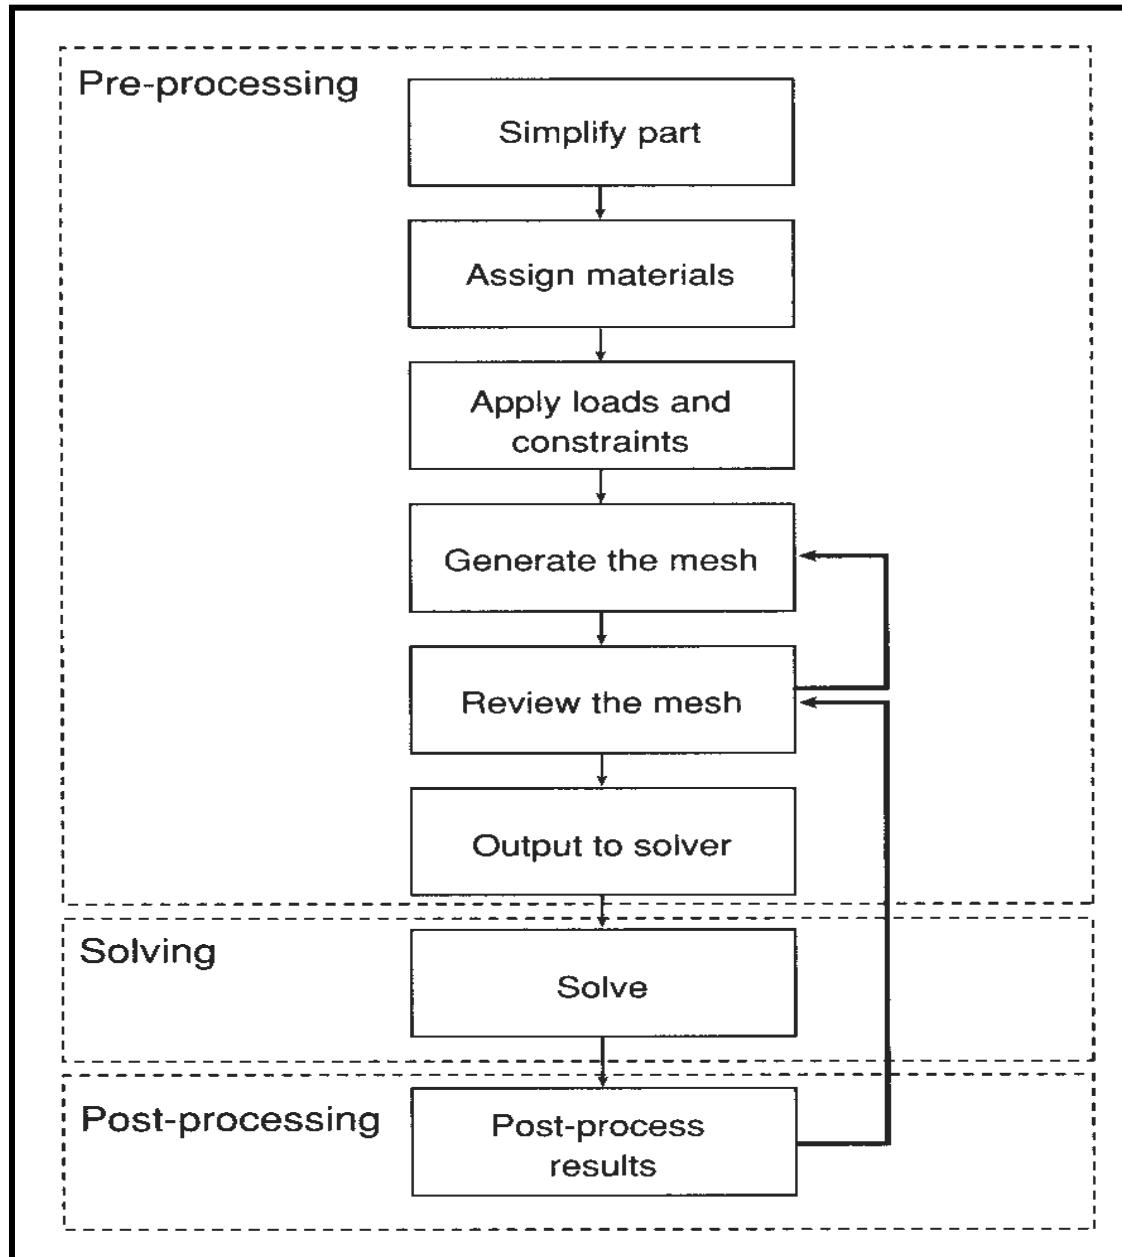 Pre-processing
Simplify part
Assign materials
Apply loads and
constraints
Generate the mesh
Review the mesh
Output to solver
Solving
Solve
Post-processing
Post-process
results